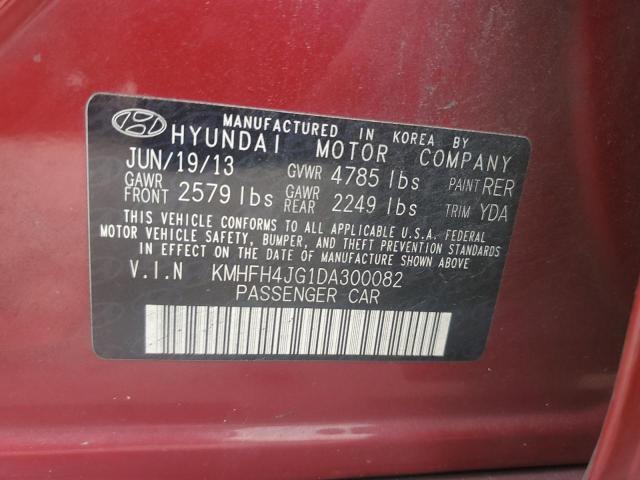 MANUFACTURED IN KOREA BY
HYUNDAI MOTOR COMPANY
JUN/19/13 GVWR 4785 lbs PAINT RER
GAWR FRONT 2579 lbs GAWR REAR 2249 lbs TRIM YDA
THIS VEHICLE CONFORMS TO ALL APPLICABLE U.S.A. FEDERAL
MOTOR VEHICLE SAFETY, BUMPER, AND THEFT PREVENTION STANDARDS
IN EFFECT ON THE DATE OF MANUFACTURE SHOWN ABOVE.
V.I.N KMHFH4JG1DA300082
PASSENGER CAR